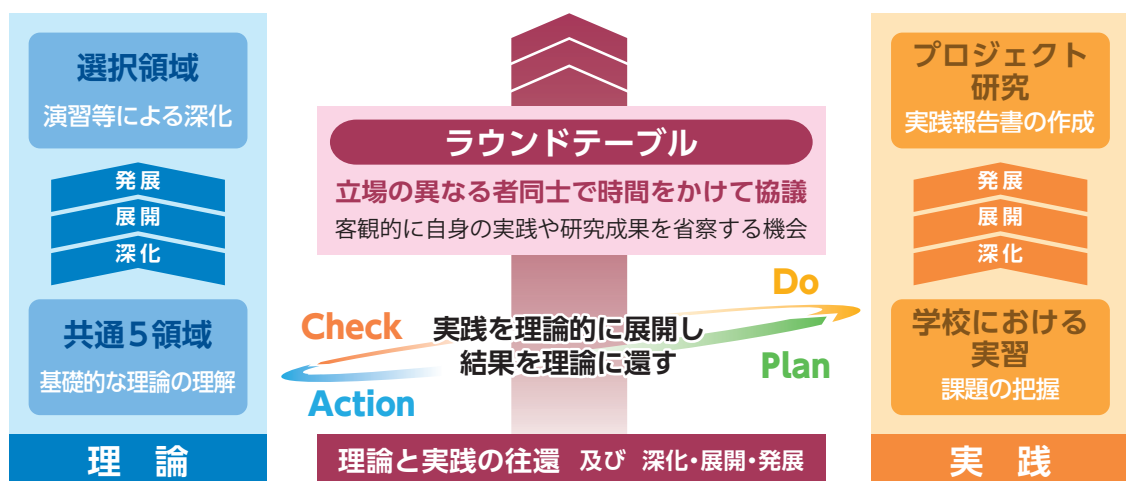 選択領域
演習等による深化
発展
展開
深化
共通5領域
基礎的な理論の理解
理 論
ラウンドテーブル
立場の異なる者同士で時間をかけて協議
客観的に自身の実践や研究成果を省察する機会
Do
Check
実践を理論的に展開し
結果を理論に還す
Plan
Action
理論と実践の往還 及び 深化・展開・発展
プロジェクト
研究
実践報告書の作成
発展
展開
深化
学校における
実習
課題の把握
実 践